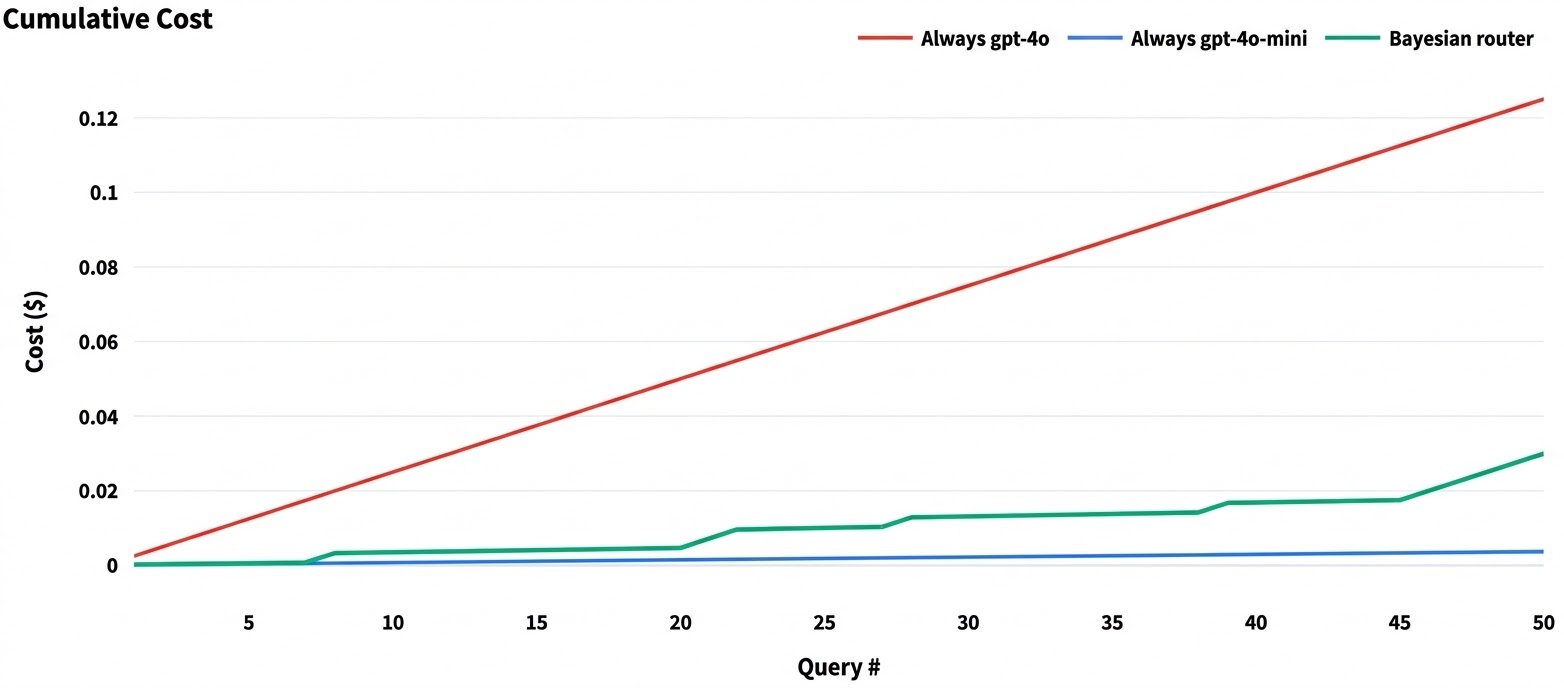 Cumulative Cost
Always gpt-4o Always gpt-4o-mini Bayesian router
0.12
0.1
0.08
0.06
0.04
0.02
0
Cost ($)
5 10 15 20 25 30 35 40 45 50
Query #